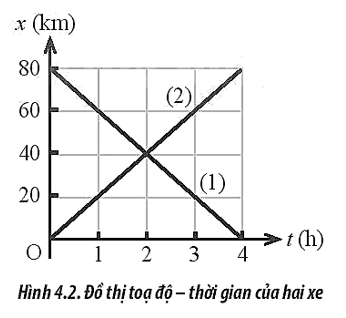 x (km)
80
(2)
60
40
(1)
20
O
1 2 3 4
t (h)
Hình 4.2. Đồ thị toạ độ – thời gian của hai xe